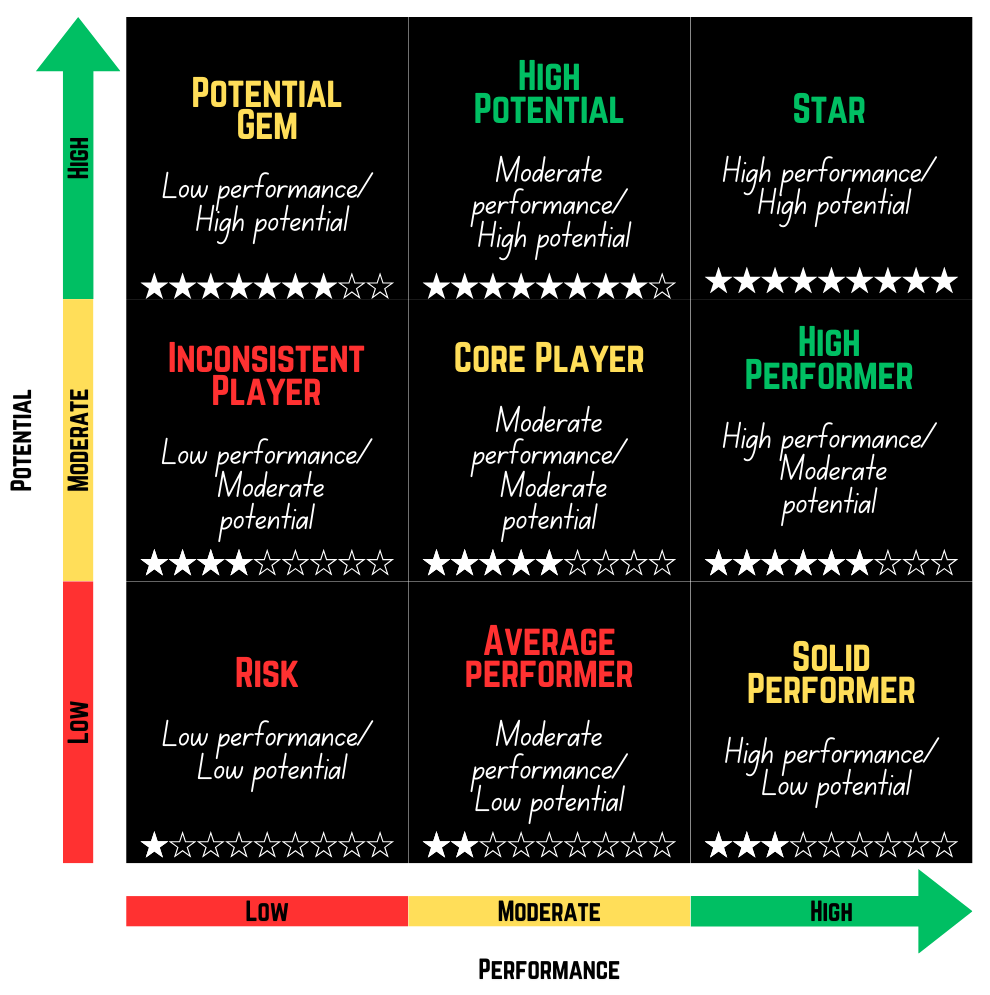 Potential
Gem
Low performance/
High potential
★★★★★★★☆☆
High
Potential
Moderate
performance/
High potential
★★★★★★★★☆
Star
High performance/
High potential
★★★★★★★★★
Inconsistent
Player
Low performance/
Moderate
potential
★★★★☆☆☆☆☆
Core Player
Moderate
performance/
Moderate
potential
★★★★★☆☆☆☆
High
Performer
High performance/
Moderate
potential
★★★★★★☆☆☆
Risk
Low performance/
Low potential
★☆☆☆☆☆☆☆☆
Average
performer
Moderate
performance/
Low potential
★★☆☆☆☆☆☆☆
Solid
Performer
High performance/
Low potential
★★★☆☆☆☆☆☆
High
Moderate
Low
Potential
Low
Moderate
High
Performance